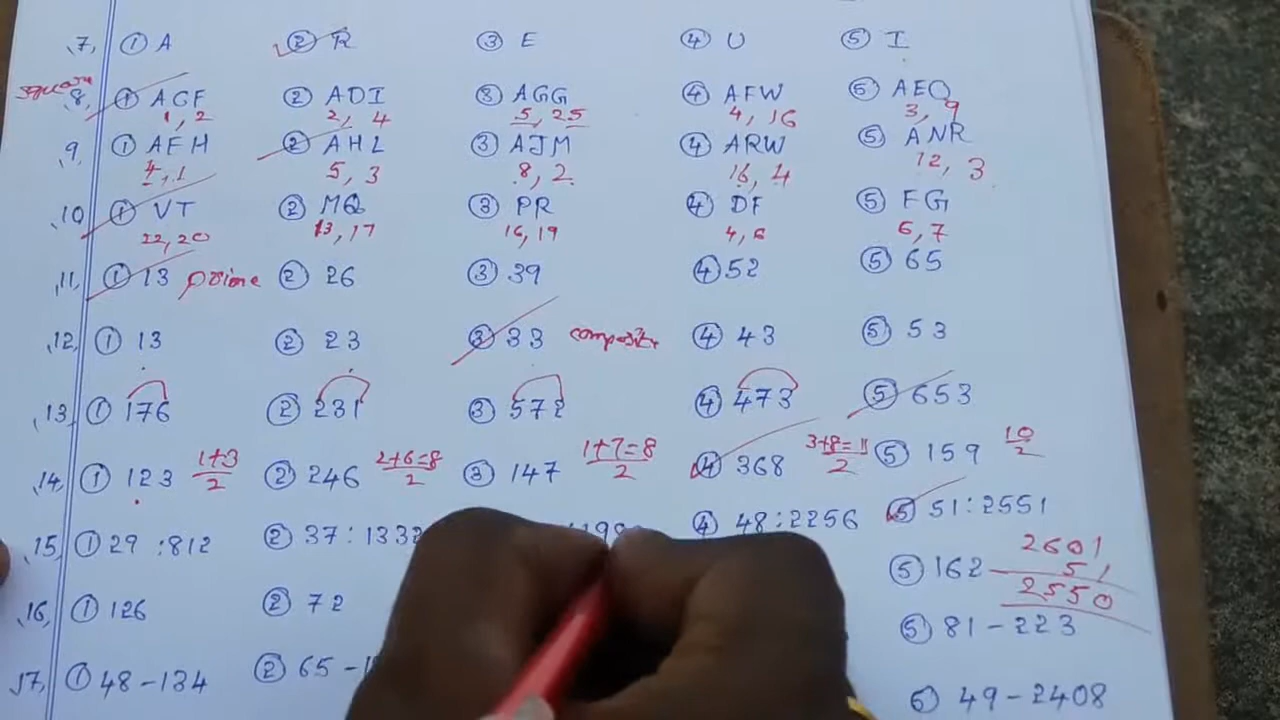 7, ① A ② R ③ E ④ U ⑤ I
square
8, ① ACF ② ADI ③ AGG ④ AFW ⑤ AEO
1, 2 2, 4 5, 25 4, 16 3, 9
9, ① AEH ② AHL ③ AJM ④ ARW ⑤ ANR
4, 1 5, 3 8, 2 16, 4 12, 3
10 ① VT ② MQ ③ PR ④ DF ⑤ FG
22, 20 13, 17 16, 19 4, 6 6, 7
11, ① 13 prime ② 26 ③ 39 ④ 52 ⑤ 65
12, ① 13 ② 23 ③ 33 composite ④ 43 ⑤ 53
13, ① 176 ② 231 ③ 572 ④ 473 ⑤ 653
14, ① 123 1+3/2 ② 246 2+6=8/2 ③ 147 1+7=8/2 ④ 368 3+8=11/2 ⑤ 159 10/2
15, ① 29 :812 ② 37:1332 ④ 48:2256 ⑤ 51:2551
2601
51
2550
16, ① 126 ② 72 ⑤ 162
17, ① 48-134 ② 65- ⑤ 81-223
⑤ 49-2408